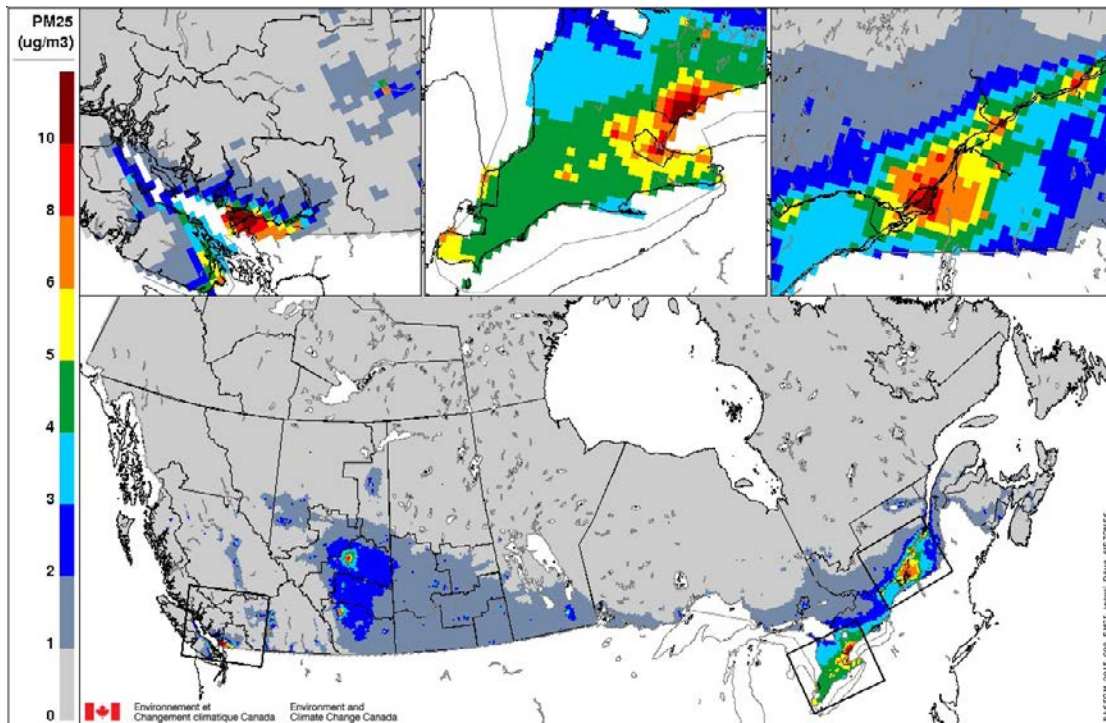 PM25
(ug/m3)
10
8
6
5
4
3
2
1
0
A
K
Environnement et
Changement climatique Canada
Environment and
Climate Change Canada